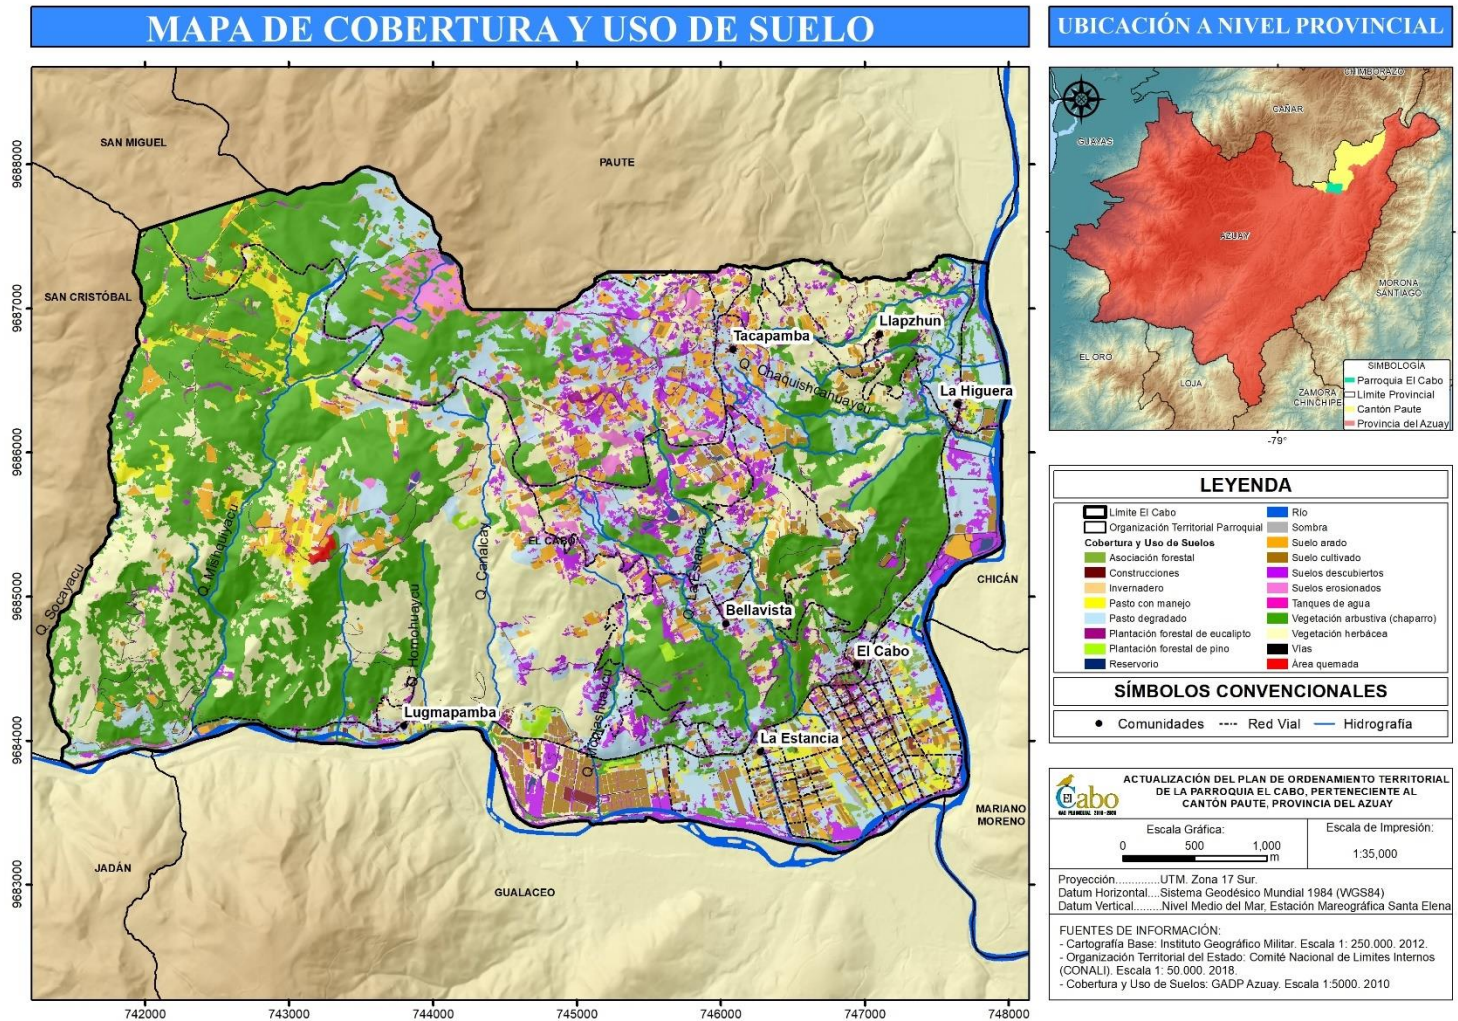 MAPA DE COBERTURA Y USO DE SUELO
SAN MIGUEL
PAUTE
SAN CRISTÓBAL
Tacapamba
Llapzhun
La Higuera
Q. Chaquishcahuaycu
Q. Mishquiyacu
Q. Canalcay
EL CABO
Q. La Estancia
Q. Socayacu
Homohuaycu
Q.
Bellavista
El Cabo
CHICÁN
Lugmapamba
La Estancia
MARIANO
MORENO
JADÁN
GUALACEO
9688000
9687000
9686000
9685000
9684000
9683000
742000
743000
744000
745000
746000
747000
748000
UBICACIÓN A NIVEL PROVINCIAL
CHIMBORAZO
CAÑAR
GUAYAS
AZUAY
MORONA
SANTIAGO
EL ORO
LOJA
ZAMORA
CHINCHIPE
SIMBOLOGÍA
Parroquia El Cabo
Límite Provincial
Cantón Paute
Provincia del Azuay
-79°
LEYENDA
Límite El Cabo
Organización Territorial Parroquial
Cobertura y Uso de Suelos
Asociación forestal
Construcciones
Invernadero
Pasto con manejo
Pasto degradado
Plantación forestal de eucalipto
Plantación forestal de pino
Reservorio
Río
Sombra
Suelo arado
Suelo cultivado
Suelos descubiertos
Suelos erosionados
Tanques de agua
Vegetación arbustiva (chaparro)
Vegetación herbácea
Vías
Área quemada
SÍMBOLOS CONVENCIONALES
Comunidades
Red Vial
Hidrografía
El Cabo
ACTUALIZACIÓN DEL PLAN DE ORDENAMIENTO TERRITORIAL
DE LA PARROQUIA EL CABO, PERTENECIENTE AL
CANTÓN PAUTE, PROVINCIA DEL AZUAY
Escala Gráfica:
0 500 1,000
m
Escala de Impresión:
1:35,000
Proyección.............UTM. Zona 17 Sur.
Datum Horizontal....Sistema Geodésico Mundial 1984 (WGS84)
Datum Vertical.........Nivel Medio del Mar, Estación Mareográfica Santa Elena
FUENTES DE INFORMACIÓN:
- Cartografía Base: Instituto Geográfico Militar. Escala 1: 250.000. 2012.
- Organización Territorial del Estado: Comité Nacional de Limites Internos
(CONALI). Escala 1: 50.000. 2018.
- Cobertura y Uso de Suelos: GADP Azuay. Escala 1:5000. 2010